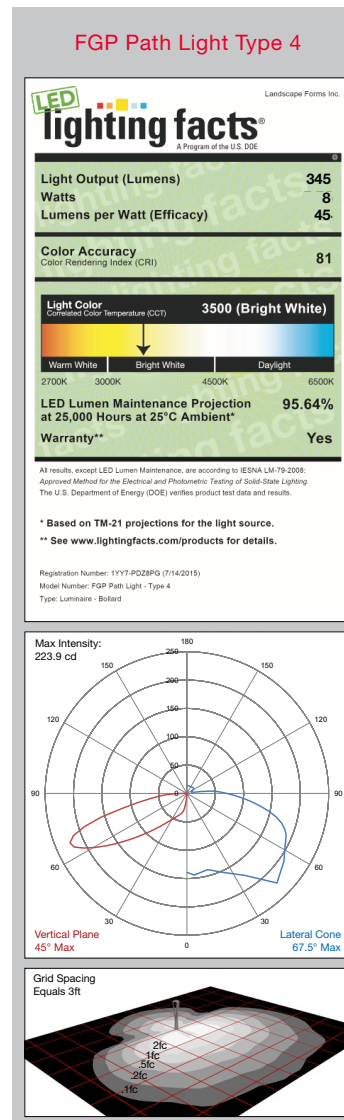 FGP Path Light Type 4
Landscape Forms Inc.
LED
lighting facts®
A Program of the U.S. DOE
Light Output (Lumens) 345
Watts 8
Lumens per Watt (Efficacy) 45
Color Accuracy
Color Rendering Index (CRI) 81
Light Color
Correlated Color Temperature (CCT) 3500 (Bright White)
Warm White Bright White Daylight
2700K 3000K 4500K 6500K
LED Lumen Maintenance Projection
at 25,000 Hours at 25°C Ambient* 95.64%
Warranty** Yes
All results, except LED Lumen Maintenance, are according to IESNA LM-79-2008:
Approved Method for the Electrical and Photometric Testing of Solid-State Lighting.
The U.S. Department of Energy (DOE) verifies product test data and results.
* Based on TM-21 projections for the light source.
** See www.lightingfacts.com/products for details.
Registration Number: 1YY7-PDZ8PG (7/14/2015)
Model Number: FGP Path Light - Type 4
Type: Luminaire - Bollard
Max Intensity:
223.9 cd
180
250
150 150
200
120 150 120
100
50
90 0 90
60 60
30 30
0
Vertical Plane
45° Max
Lateral Cone
67.5° Max
Grid Spacing
Equals 3ft
2fc
1fc
.5fc
.2fc
.1fc